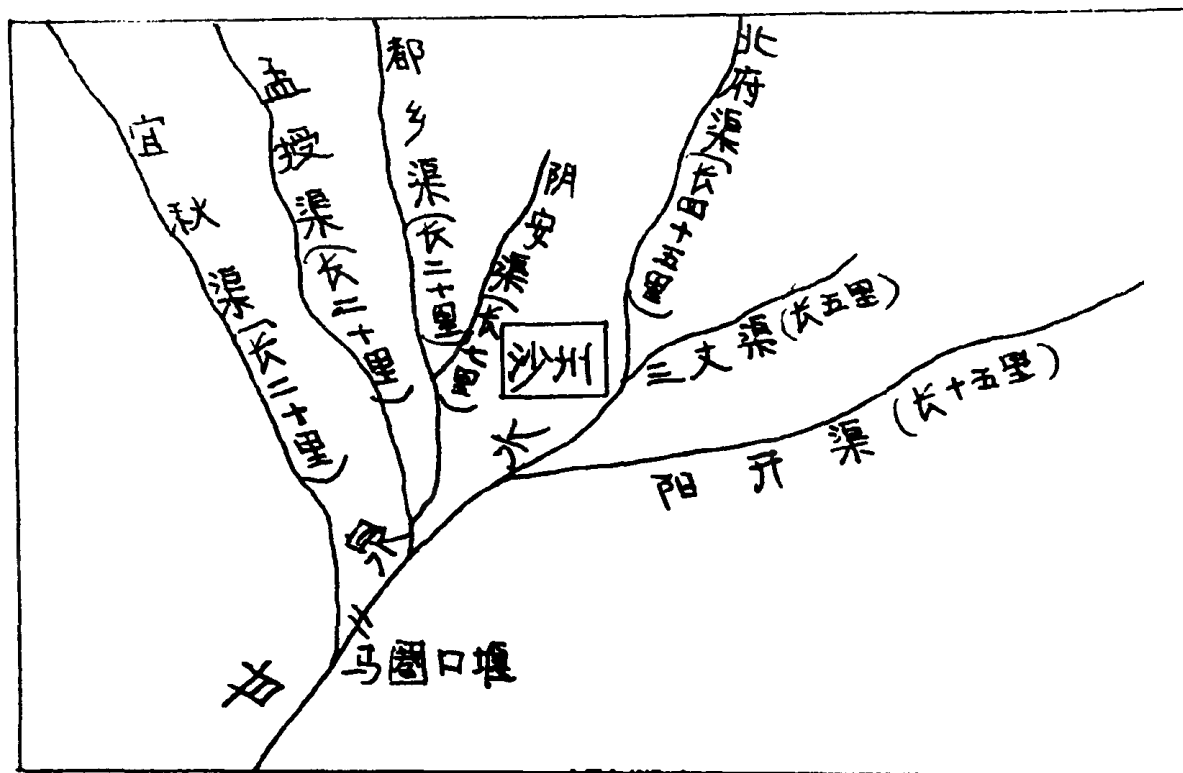 宜秋渠(长二十里)
孟授渠(长二十里)
都乡渠(长二十里)
阴安渠(长七里)
北府渠(长四十五里)
三丈渠(长五里)
阳开渠(长十五里)
沙州
甘泉水
马圈口堰